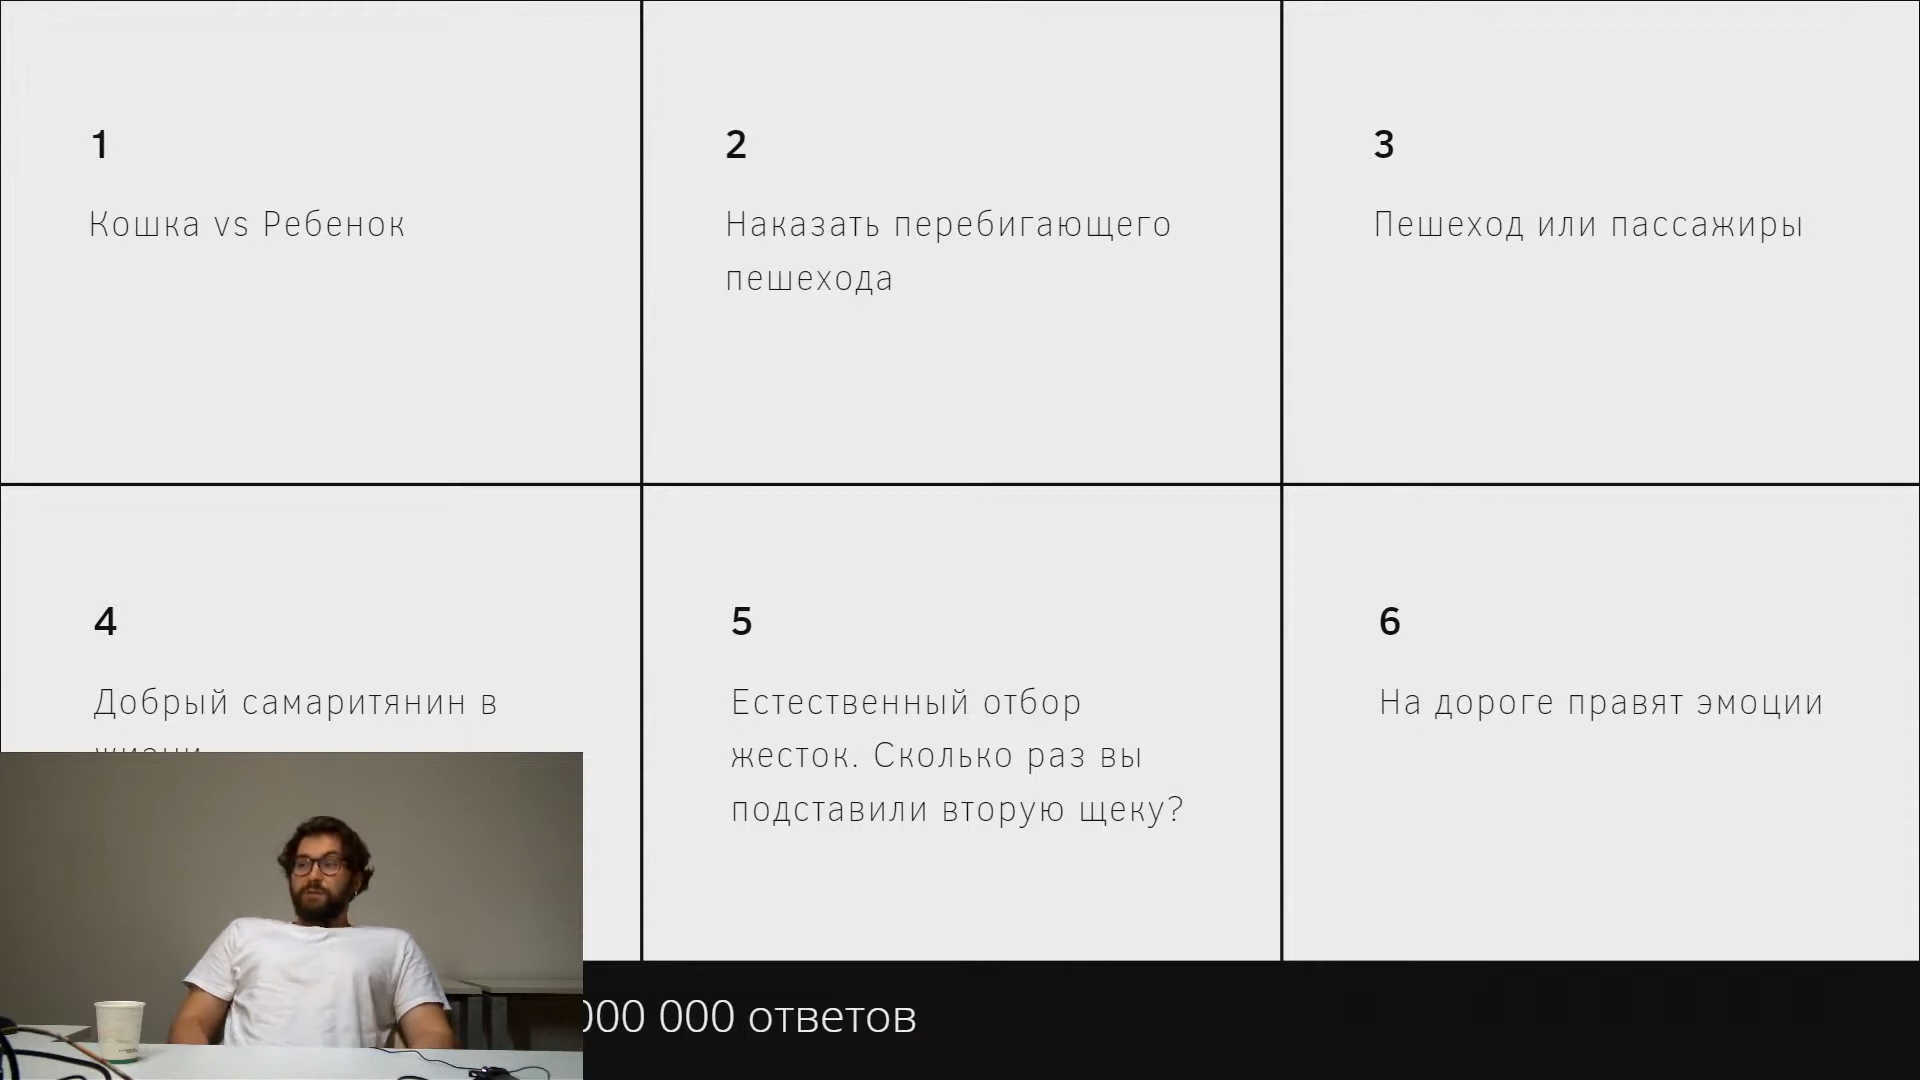 1
Кошка vs Ребенок
2
Наказать перебигающего
пешехода
3
Пешеход или пассажиры
4
Добрый самаритянин в
жизни
5
Естественный отбор
жесток. Сколько раз вы
подставили вторую щеку?
6
На дороге правят эмоции
000 000 ответов